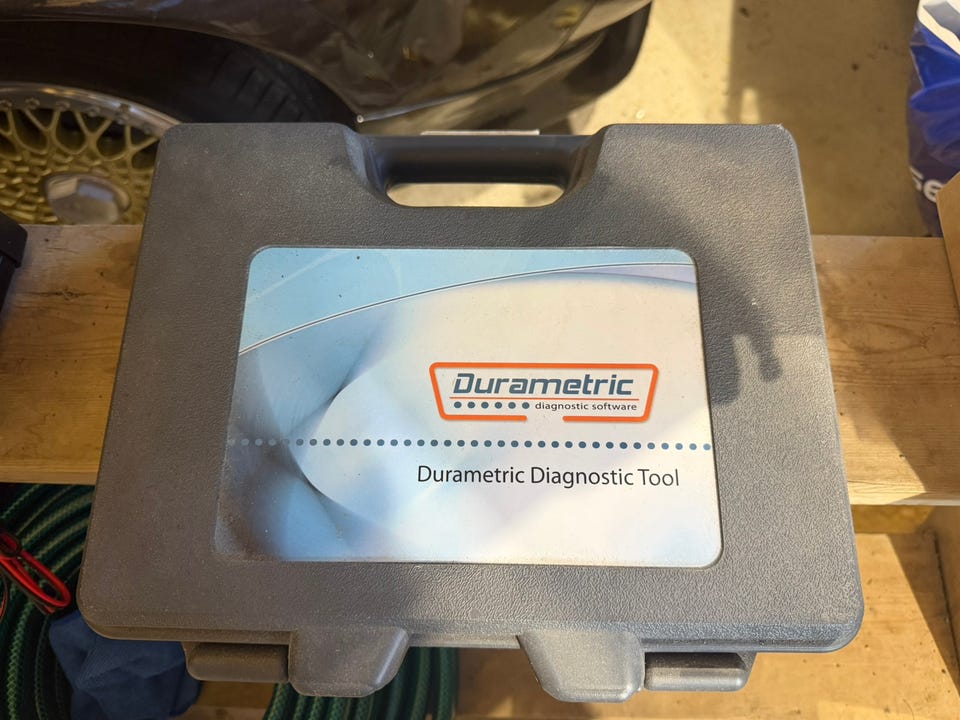 Durametric
diagnostic software
Durametric Diagnostic Tool